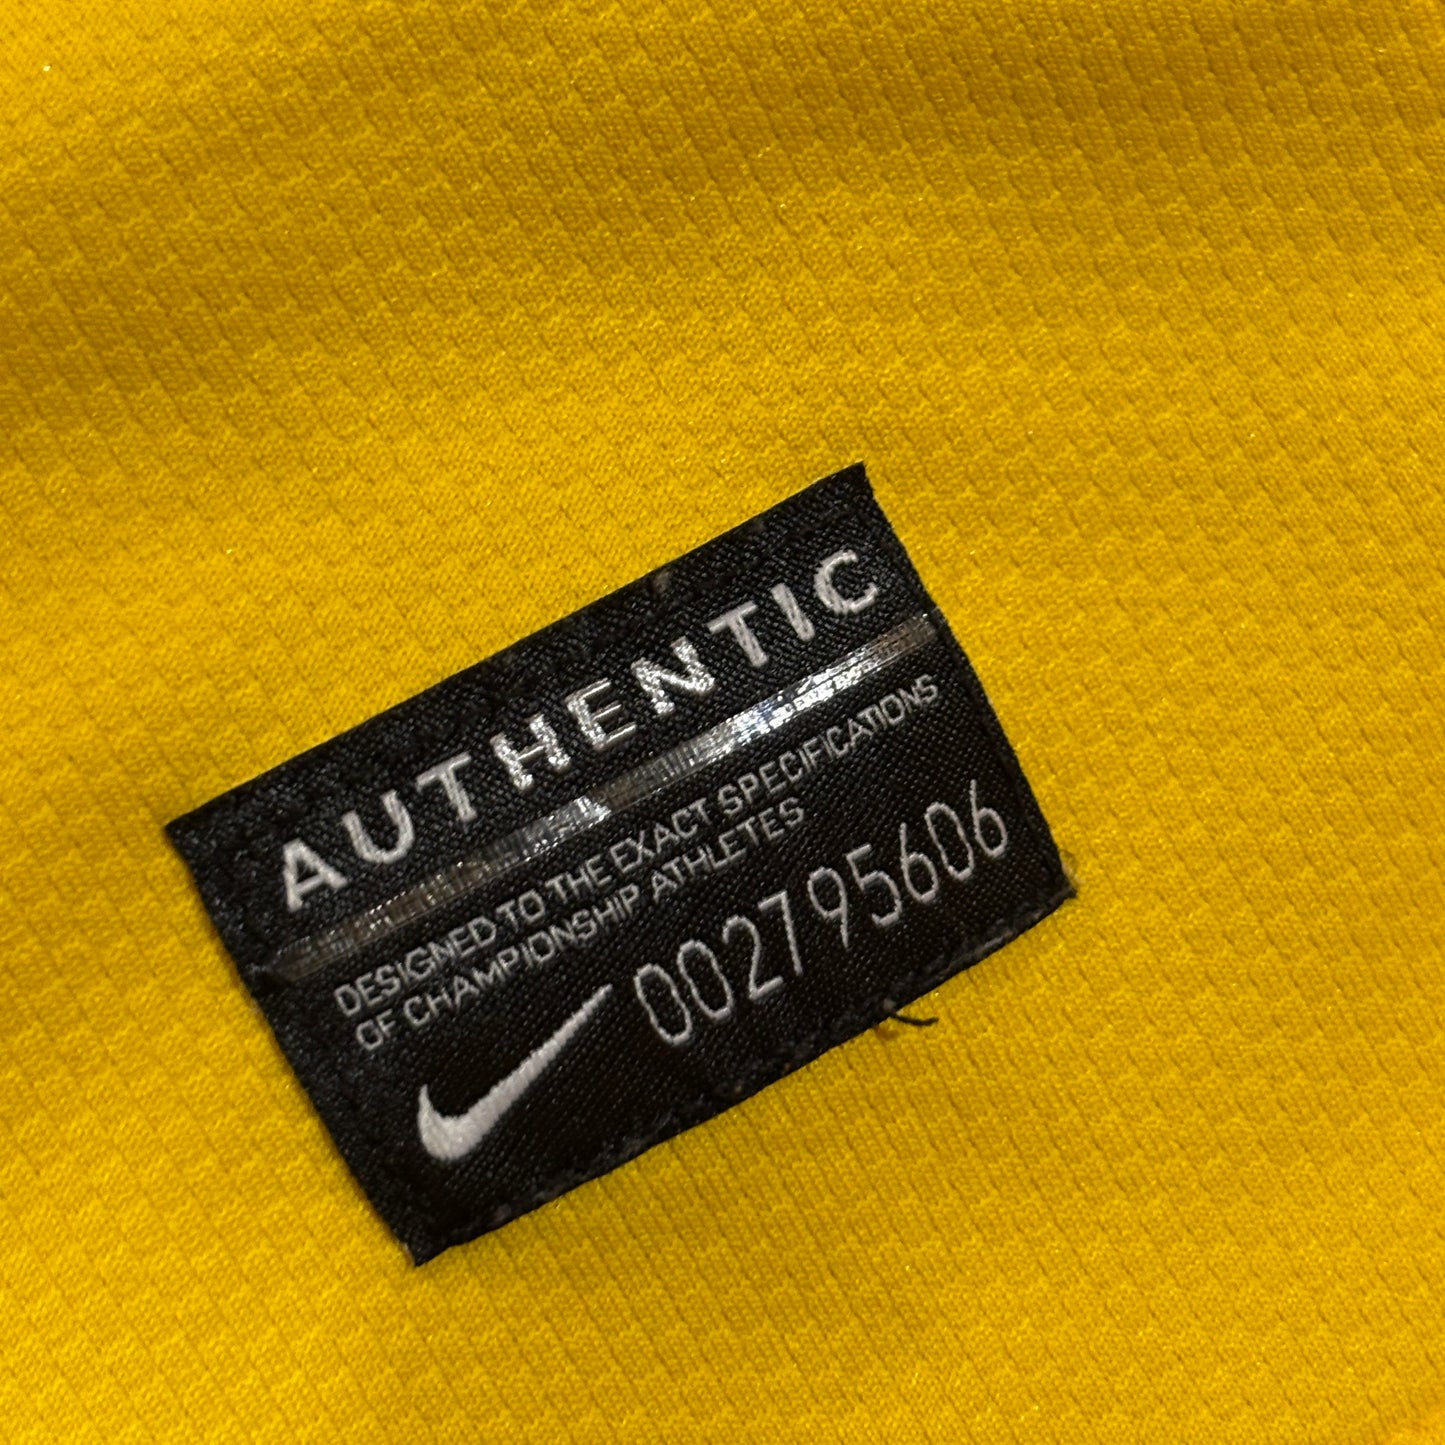 AUTHENTIC
DESIGNED TO THE EXACT SPECIFICATIONS
OF CHAMPIONSHIP ATHLETES
002795606